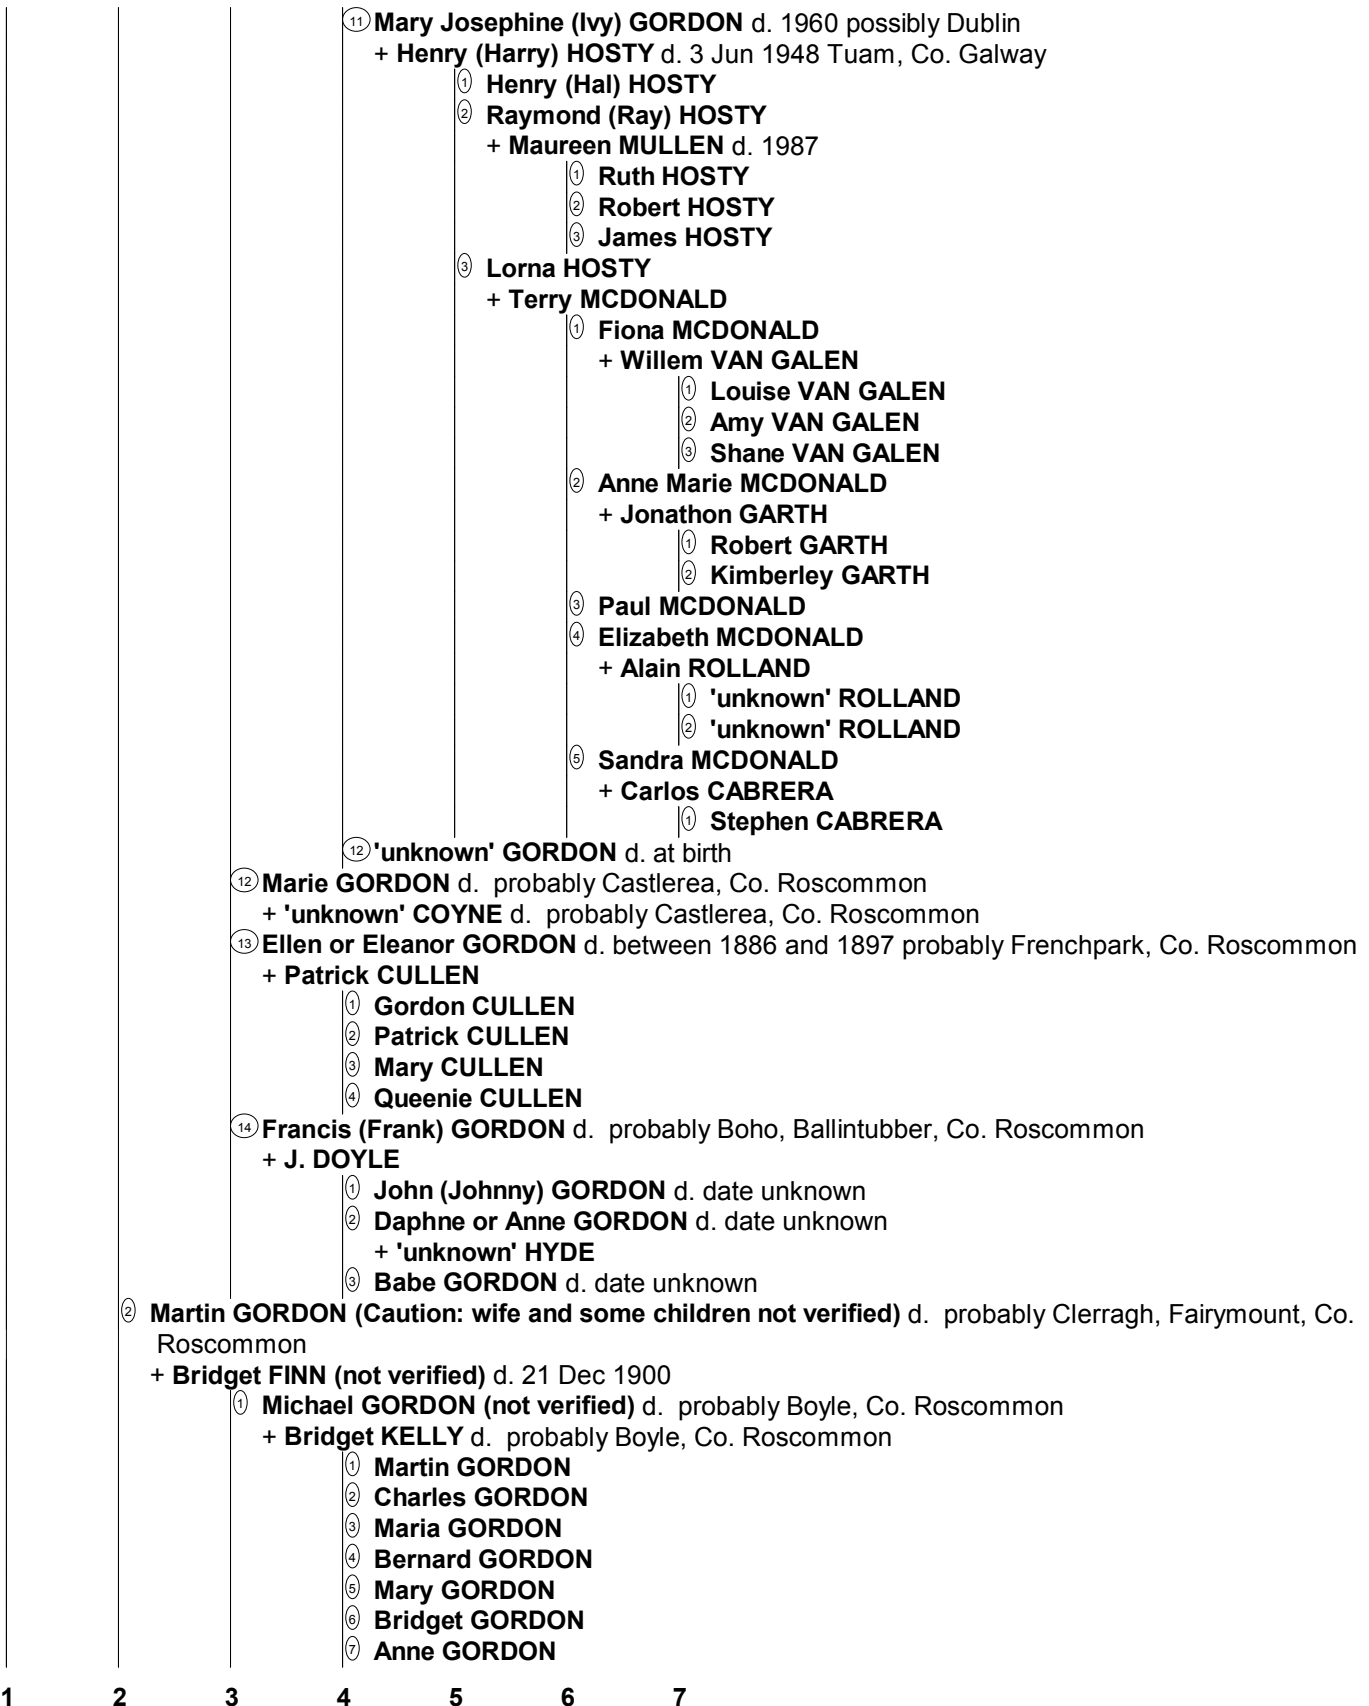 11 Mary Josephine (Ivy) GORDON d. 1960 possibly Dublin
+ Henry (Harry) HOSTY d. 3 Jun 1948 Tuam, Co. Galway
1 Henry (Hal) HOSTY
2 Raymond (Ray) HOSTY
+ Maureen MULLEN d. 1987
1 Ruth HOSTY
2 Robert HOSTY
3 James HOSTY
3 Lorna HOSTY
+ Terry MCDONALD
1 Fiona MCDONALD
+ Willem VAN GALEN
1 Louise VAN GALEN
2 Amy VAN GALEN
3 Shane VAN GALEN
2 Anne Marie MCDONALD
+ Jonathon GARTH
1 Robert GARTH
2 Kimberley GARTH
3 Paul MCDONALD
4 Elizabeth MCDONALD
+ Alain ROLLAND
1 'unknown' ROLLAND
2 'unknown' ROLLAND
5 Sandra MCDONALD
+ Carlos CABRERA
1 Stephen CABRERA
12 'unknown' GORDON d. at birth
12 Marie GORDON d. probably Castlerea, Co. Roscommon
+ 'unknown' COYNE d. probably Castlerea, Co. Roscommon
13 Ellen or Eleanor GORDON d. between 1886 and 1897 probably Frenchpark, Co. Roscommon
+ Patrick CULLEN
1 Gordon CULLEN
2 Patrick CULLEN
3 Mary CULLEN
4 Queenie CULLEN
14 Francis (Frank) GORDON d. probably Boho, Ballintubber, Co. Roscommon
+ J. DOYLE
1 John (Johnny) GORDON d. date unknown
2 Daphne or Anne GORDON d. date unknown
+ 'unknown' HYDE
3 Babe GORDON d. date unknown
2 Martin GORDON (Caution: wife and some children not verified) d. probably Clerragh, Fairymount, Co.
Roscommon
+ Bridget FINN (not verified) d. 21 Dec 1900
1 Michael GORDON (not verified) d. probably Boyle, Co. Roscommon
+ Bridget KELLY d. probably Boyle, Co. Roscommon
1 Martin GORDON
2 Charles GORDON
3 Maria GORDON
4 Bernard GORDON
5 Mary GORDON
6 Bridget GORDON
7 Anne GORDON
1 2 3 4 5 6 7